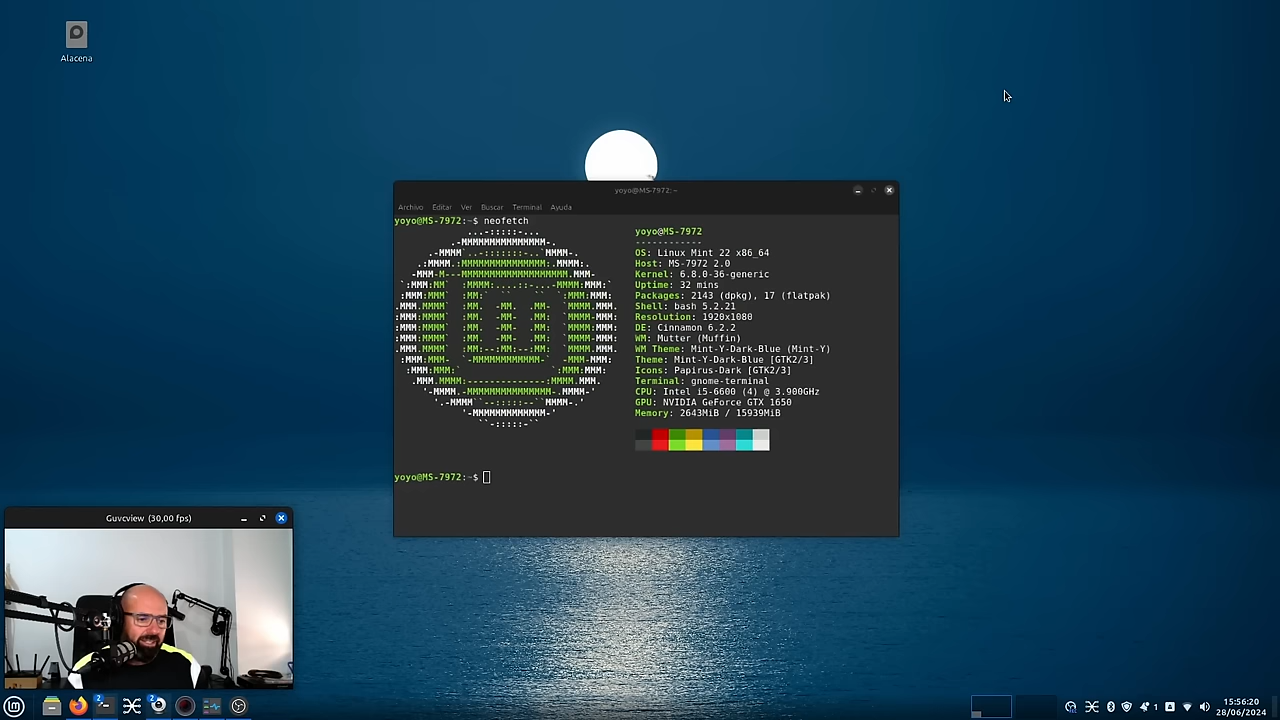 Alacena
yoyo@MS-7972: ~
Archivo Editar Ver Buscar Terminal Ayuda
yoyo@MS-7972:~$ neofetch
yoyo@MS-7972
------------
OS: Linux Mint 22 x86_64
Host: MS-7972 2.0
Kernel: 6.8.0-36-generic
Uptime: 32 mins
Packages: 2143 (dpkg), 17 (flatpak)
Shell: bash 5.2.21
Resolution: 1920x1080
DE: Cinnamon 6.2.2
WM: Mutter (Muffin)
WM Theme: Mint-Y-Dark-Blue (Mint-Y)
Theme: Mint-Y-Dark-Blue [GTK2/3]
Icons: Papirus-Dark [GTK2/3]
Terminal: gnome-terminal
CPU: Intel i5-6600 (4) @ 3.900GHz
GPU: NVIDIA GeForce GTX 1650
Memory: 2643MiB / 15939MiB
yoyo@MS-7972:~$
Guvcview (30,00 fps)
2
2
1
15:56:20
28/06/2024